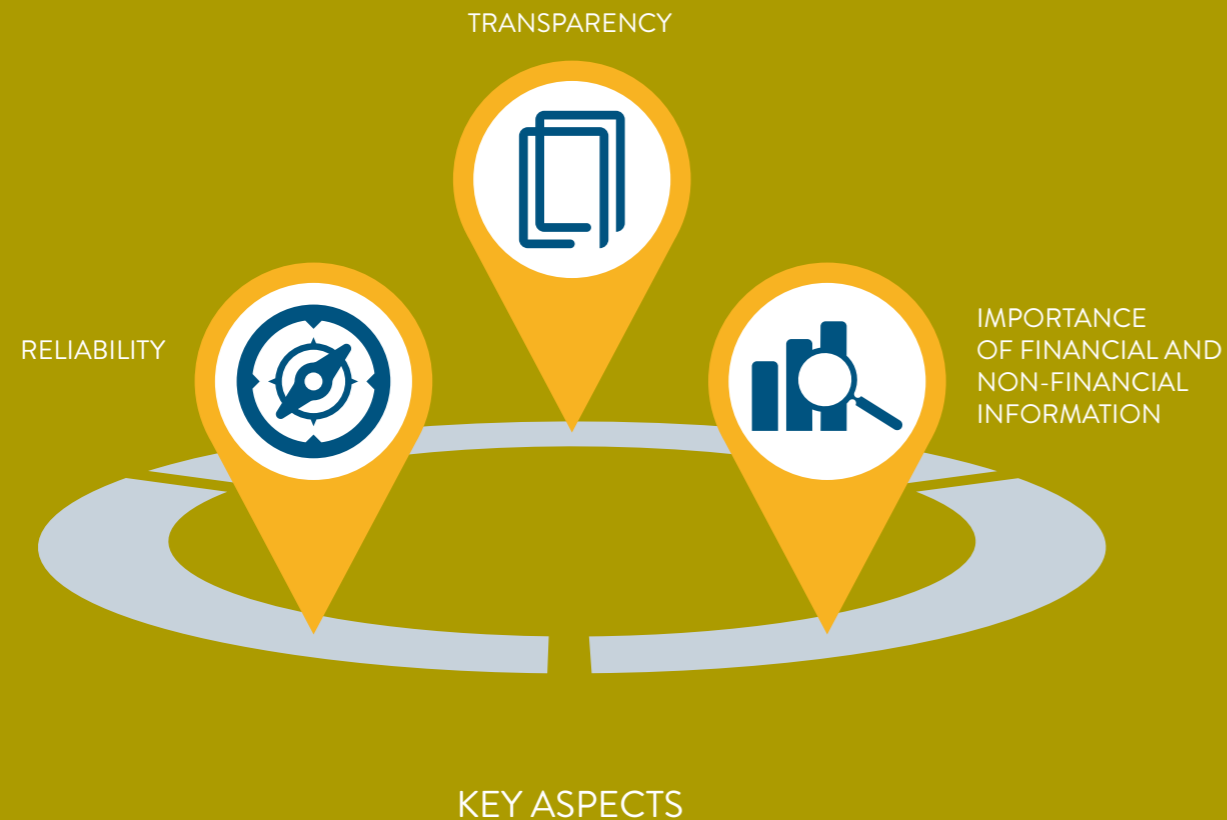 TRANSPARENCY
RELIABILITY
IMPORTANCE
OF FINANCIAL AND
NON-FINANCIAL
INFORMATION
KEY ASPECTS